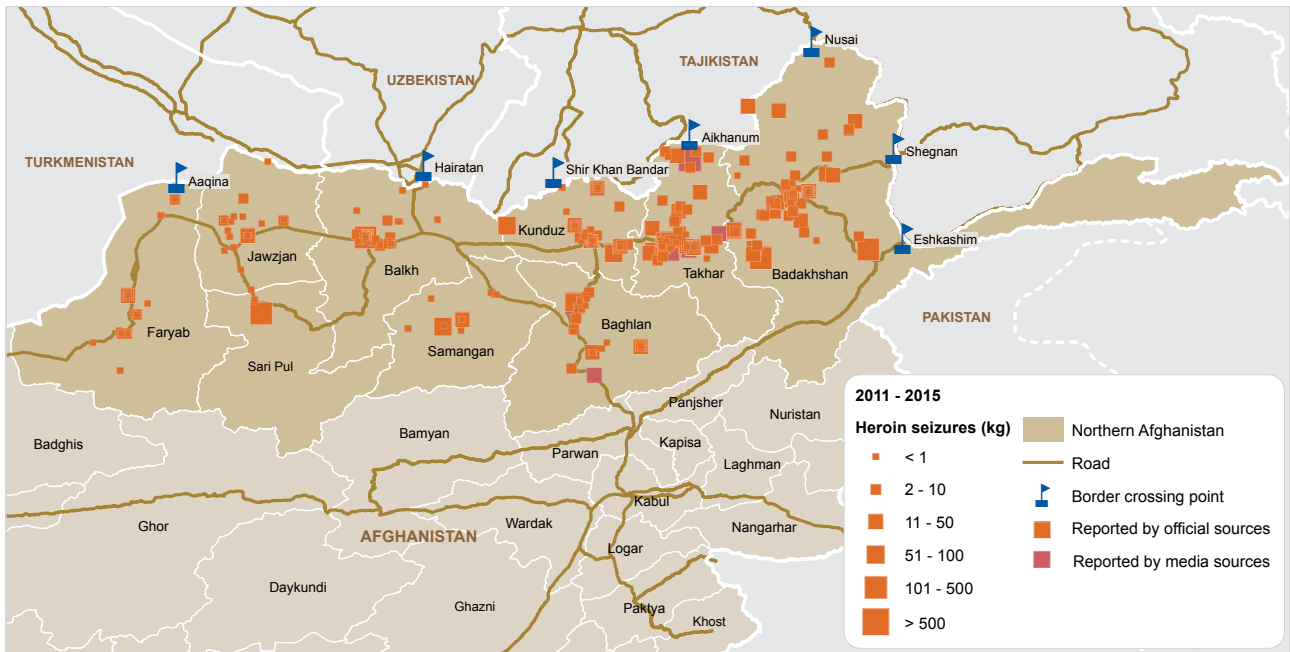 Nusai
TAJIKISTAN
UZBEKISTAN
Aikhanum
Shegnan
TURKMENISTAN
Hairatan
Shir Khan Bandar
Aaqina
Kunduz
Eshkashim
Jawzjan
Balkh
Takhar
Badakhshan
PAKISTAN
Faryab
Baghlan
Samangan
Sari Pul
Panjsher
Nuristan
Badghis
Bamyan
Kapisa
Parwan
Laghman
Kabul
Ghor
Wardak
Nangarhar
AFGHANISTAN
Logar
Daykundi
Ghazni
Paktya
Khost
2011 - 2015
Heroin seizures (kg)
< 1
2 - 10
11 - 50
51 - 100
101 - 500
> 500
Northern Afghanistan
Road
Border crossing point
Reported by official sources
Reported by media sources